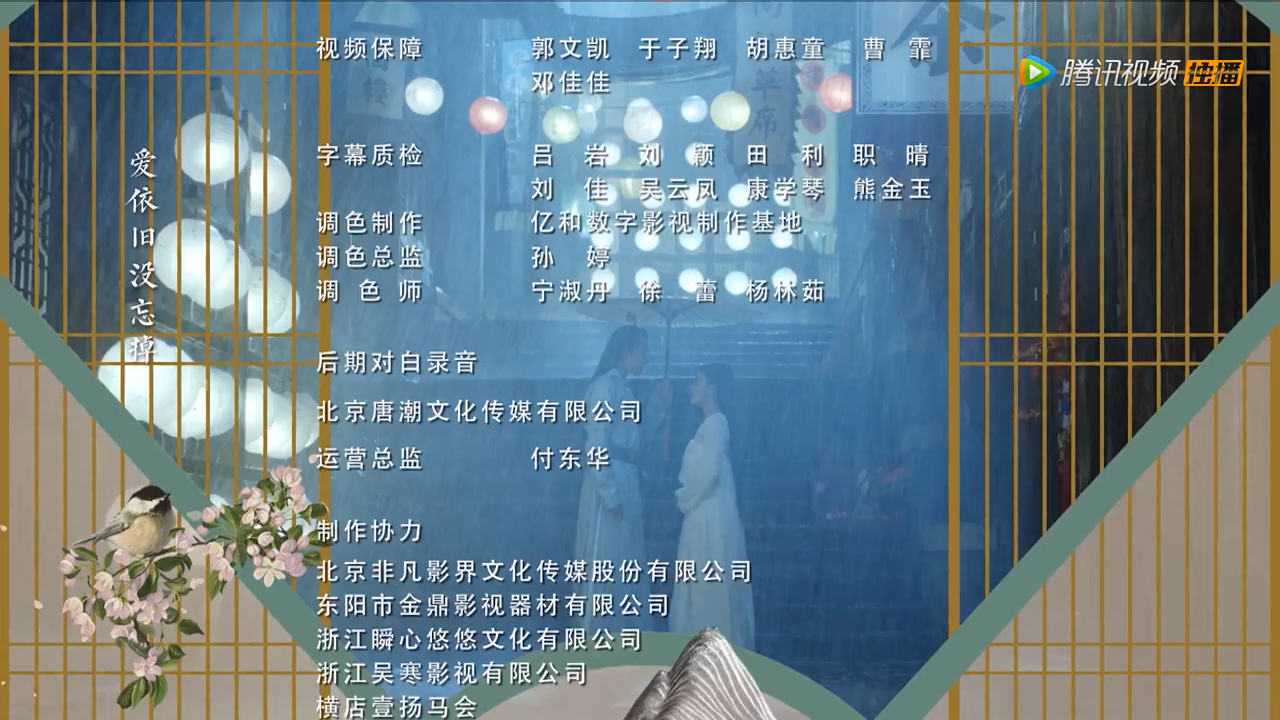 视频保障 郭文凯 于子翔 胡惠童 曹霏
邓佳佳
腾讯视频 独播
字幕质检 吕岩 刘颖 田利 职晴
刘佳 吴云凤 康学琴 熊金玉
调色制作 亿和数字影视制作基地
调色总监 孙婷
调色师 宁淑丹 徐蕾 杨林茹
爱依旧没忘掉
后期对白录音
北京唐潮文化传媒有限公司
运营总监 付东华
制作协力
北京非凡影界文化传媒股份有限公司
东阳市金鼎影视器材有限公司
浙江瞬心悠悠文化有限公司
浙江吴寒影视有限公司
横店壹扬马会